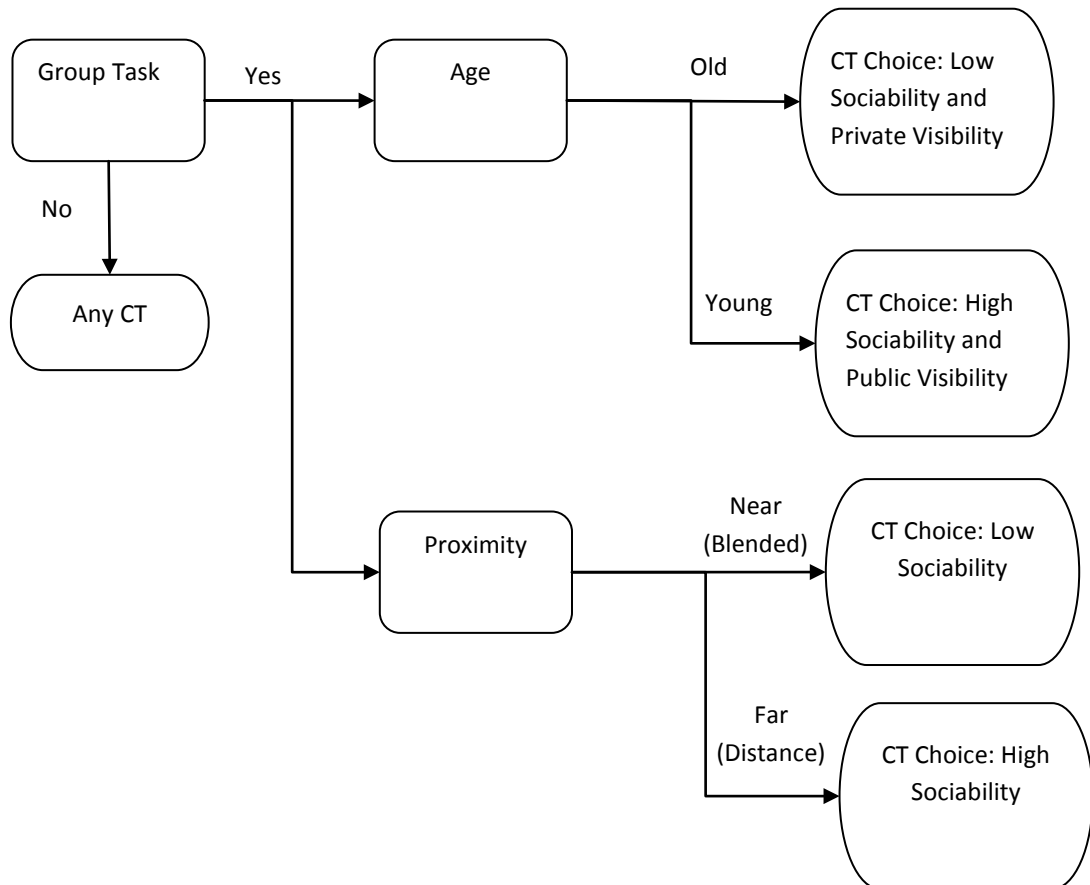 Group Task
Yes
Age
Old
CT Choice: Low
Sociability and
Private Visibility
No
Any CT
Young
CT Choice: High
Sociability and
Public Visibility
Proximity
Near
(Blended)
CT Choice: Low
Sociability
Far
(Distance)
CT Choice: High
Sociability